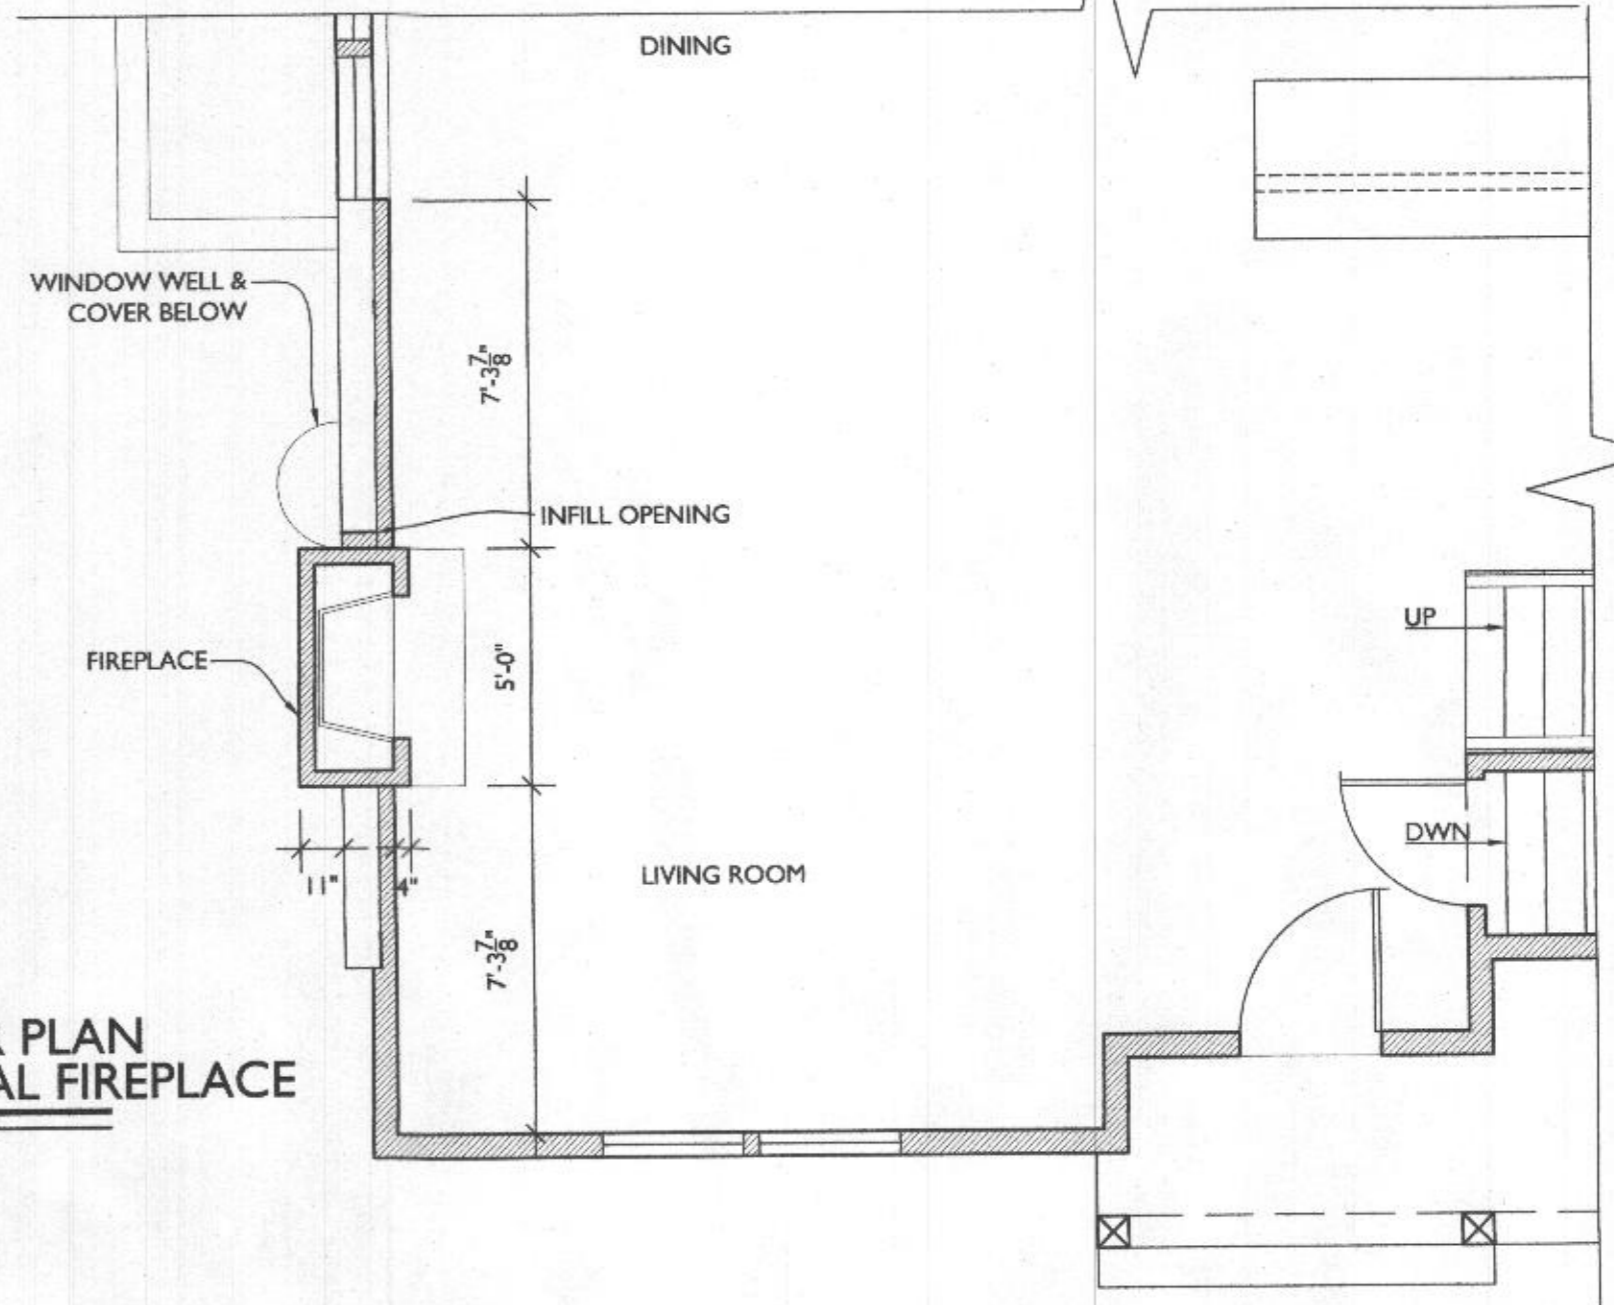 DINING
WINDOW WELL &
COVER BELOW
7'-3 7/8"
INFILL OPENING
FIREPLACE
5'-0"
UP
DWN
11"
4"
LIVING ROOM
7'-3 7/8"
PLAN
AL FIREPLACE